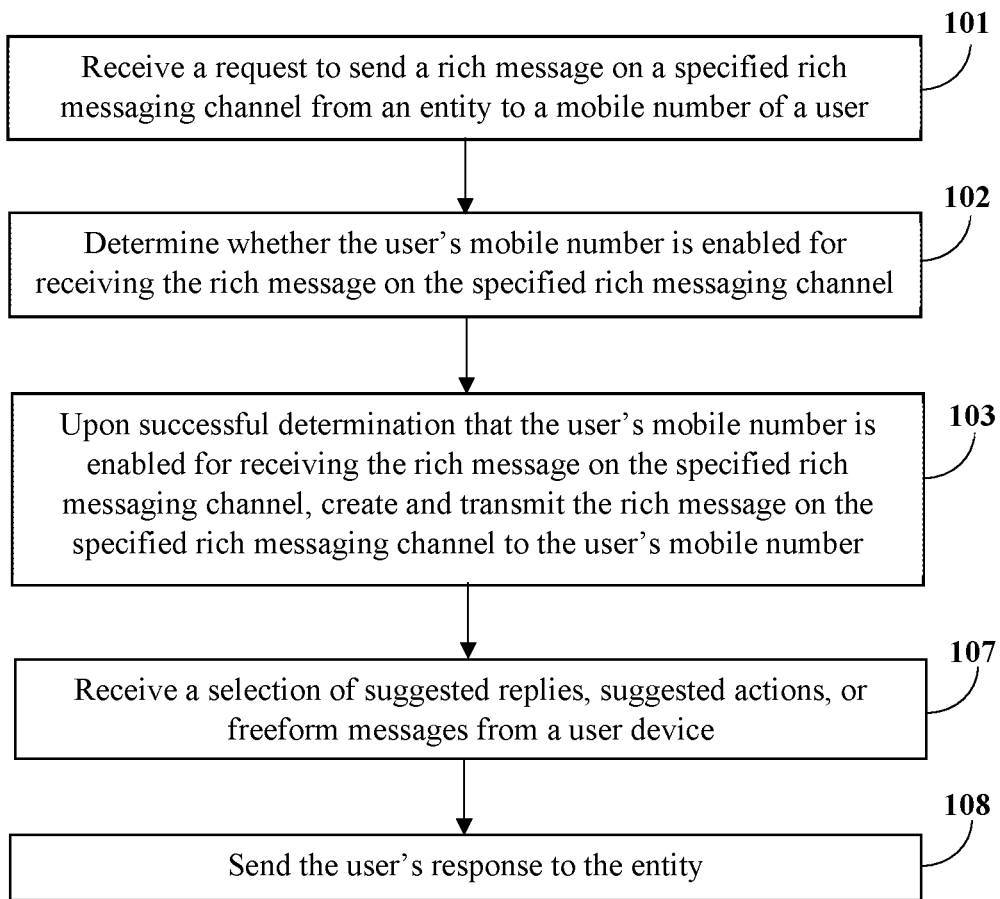 101
Receive a request to send a rich message on a specified rich
messaging channel from an entity to a mobile number of a user
102
Determine whether the user’s mobile number is enabled for
receiving the rich message on the specified rich messaging channel
103
Upon successful determination that the user’s mobile number is
enabled for receiving the rich message on the specified rich
messaging channel, create and transmit the rich message on the
specified rich messaging channel to the user’s mobile number
107
Receive a selection of suggested replies, suggested actions, or
freeform messages from a user device
108
Send the user’s response to the entity